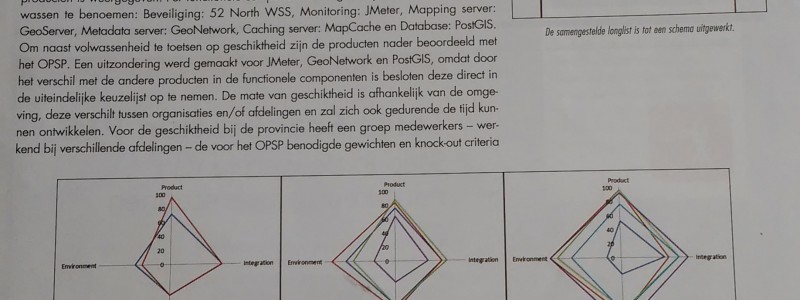 wassen te benoemen: Beveiliging: 52 North WSS, Monitoring: JMeter, Mapping server:
GeoServer, Metadata server: GeoNetwork, Caching server: MapCache en Database: PostGIS.
Om naast volwassenheid te toetsen op geschiktheid zijn de producten nader beoordeeld met
het OPSP. Een uitzondering werd gemaakt voor JMeter, GeoNetwork en PostGIS, omdat door
het verschil met de andere producten in de functionele componenten is besloten deze direct in
de uiteindelijke keuzelijst op te nemen. De mate van geschiktheid is afhankelijk van de omge-
ving, deze verschilt tussen organisaties en/of afdelingen en zal zich ook gedurende de tijd kun-
nen ontwikkelen. Voor de geschiktheid bij de provincie heeft een groep medewerkers – wer-
kend bij verschillende afdelingen – de voor het OPSP benodigde gewichten en knock-out criteria
De samengestelde longlist is tot een schema uitgewerkt.
Product
100
80
60
40
20
0
Environment
Integration
Product
100
80
60
40
20
0
Environment
Integration
Product
100
80
60
40
20
0
Environment
Integration